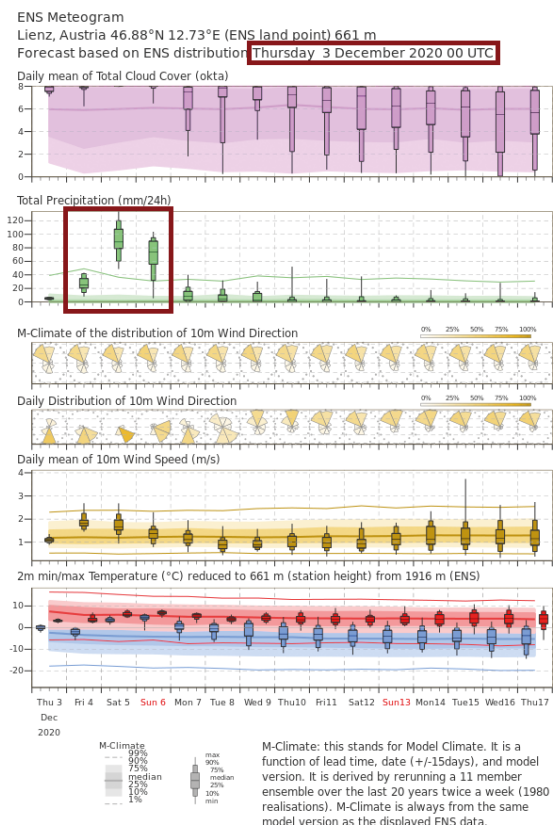 ENS Meteogram
Lienz, Austria 46.88°N 12.73°E (ENS land point) 661 m
Forecast based on ENS distribution Thursday 3 December 2020 00 UTC
Daily mean of Total Cloud Cover (okta)
8
6
4
2
0
Total Precipitation (mm/24h)
120
100
80
60
40
20
0
M-Climate of the distribution of 10m Wind Direction
0% 25% 50% 75% 100%
Daily Distribution of 10m Wind Direction
0% 25% 50% 75% 100%
Daily mean of 10m Wind Speed (m/s)
4
3
2
1
2m min/max Temperature (°C) reduced to 661 m (station height) from 1916 m (ENS)
10
0
-10
-20
Thu 3 Fri 4 Sat 5 Sun 6 Mon 7 Tue 8 Wed 9 Thu10 Fri11 Sat12 Sun13 Mon14 Tue15 Wed16 Thu17
Dec
2020
M-Climate
99%
90%
75%
median
25%
10%
1%
max
90%
75%
median
25%
10%
min
M-Climate: this stands for Model Climate. It is a
function of lead time, date (+/-15days), and model
version. It is derived by rerunning a 11 member
ensemble over the last 20 years twice a week (1980
realisations). M-Climate is always from the same
model version as the displayed ENS data.